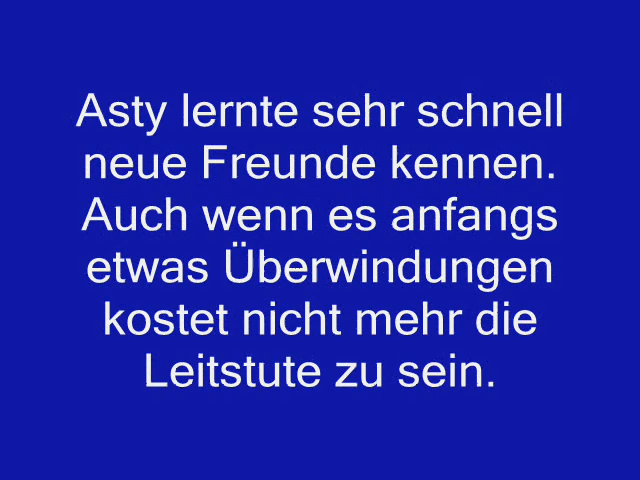 Asty lernte sehr schnell
neue Freunde kennen.
Auch wenn es anfangs
etwas Überwindungen
kostet nicht mehr die
Leitstute zu sein.